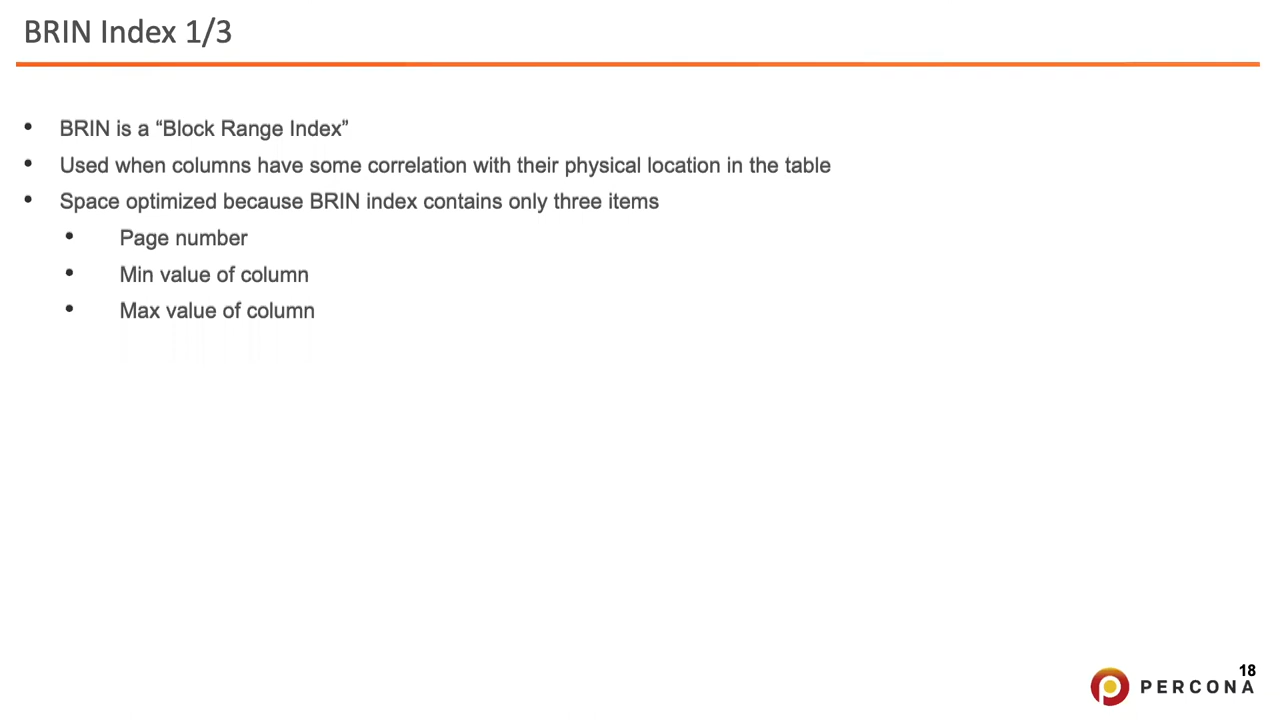 BRIN Index 1/3
• BRIN is a “Block Range Index”
• Used when columns have some correlation with their physical location in the table
• Space optimized because BRIN index contains only three items
• Page number
• Min value of column
• Max value of column
18
PERCONA